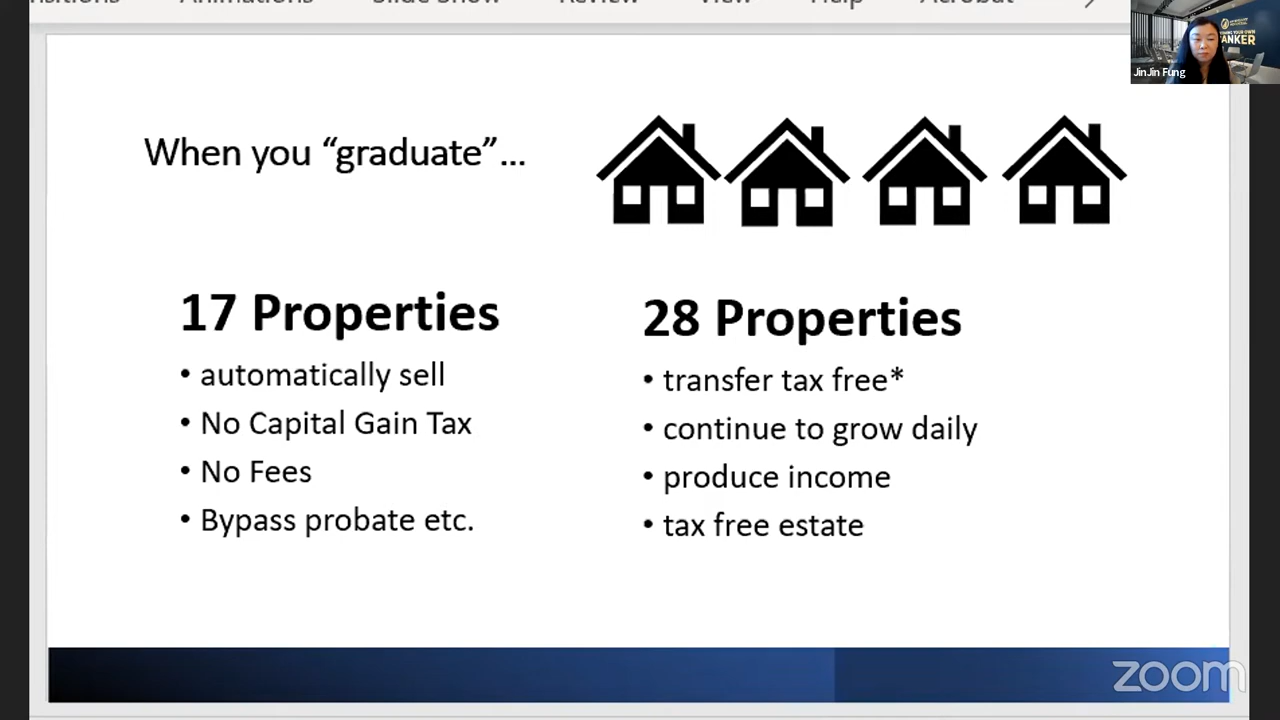 Slide Show
Review
View
Help
Acrobat
JinJin Fung
When you “graduate”...
17 Properties
• automatically sell
• No Capital Gain Tax
• No Fees
• Bypass probate etc.
28 Properties
• transfer tax free*
• continue to grow daily
• produce income
• tax free estate
zoom